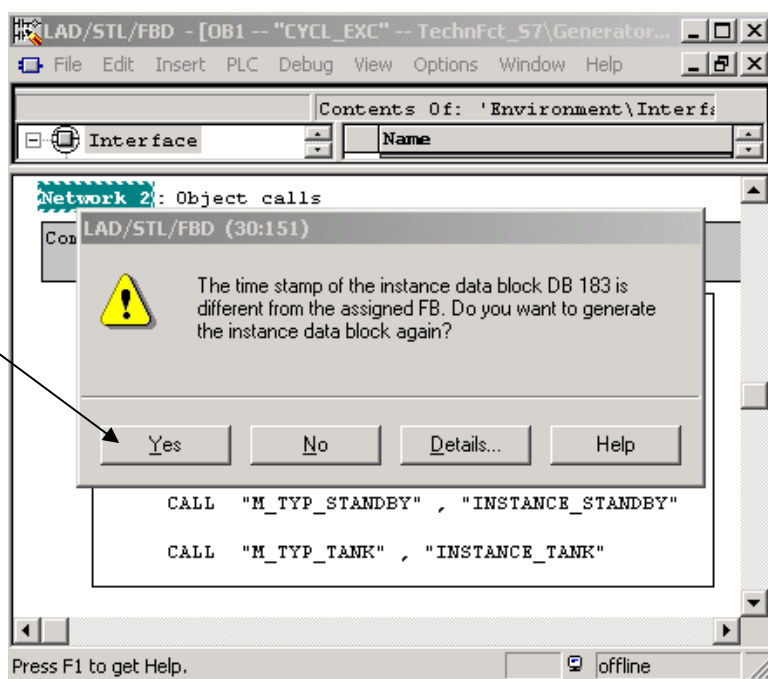 LAD/STL/FBD - [OB1 -- "CYCL_EXC" -- TechnFct_S7\Generator...
File Edit Insert PLC Debug View Options Window Help
Contents Of: 'Environment\Interfa
Interface
Name
Network 2: Object calls
Com
LAD/STL/FBD (30:151)
The time stamp of the instance data block DB 183 is
different from the assigned FB. Do you want to generate
the instance data block again?
Yes No Details... Help
CALL "M_TYP_STANDBY" , "INSTANCE_STANDBY"
CALL "M_TYP_TANK" , "INSTANCE_TANK"
Press F1 to get Help.
offline